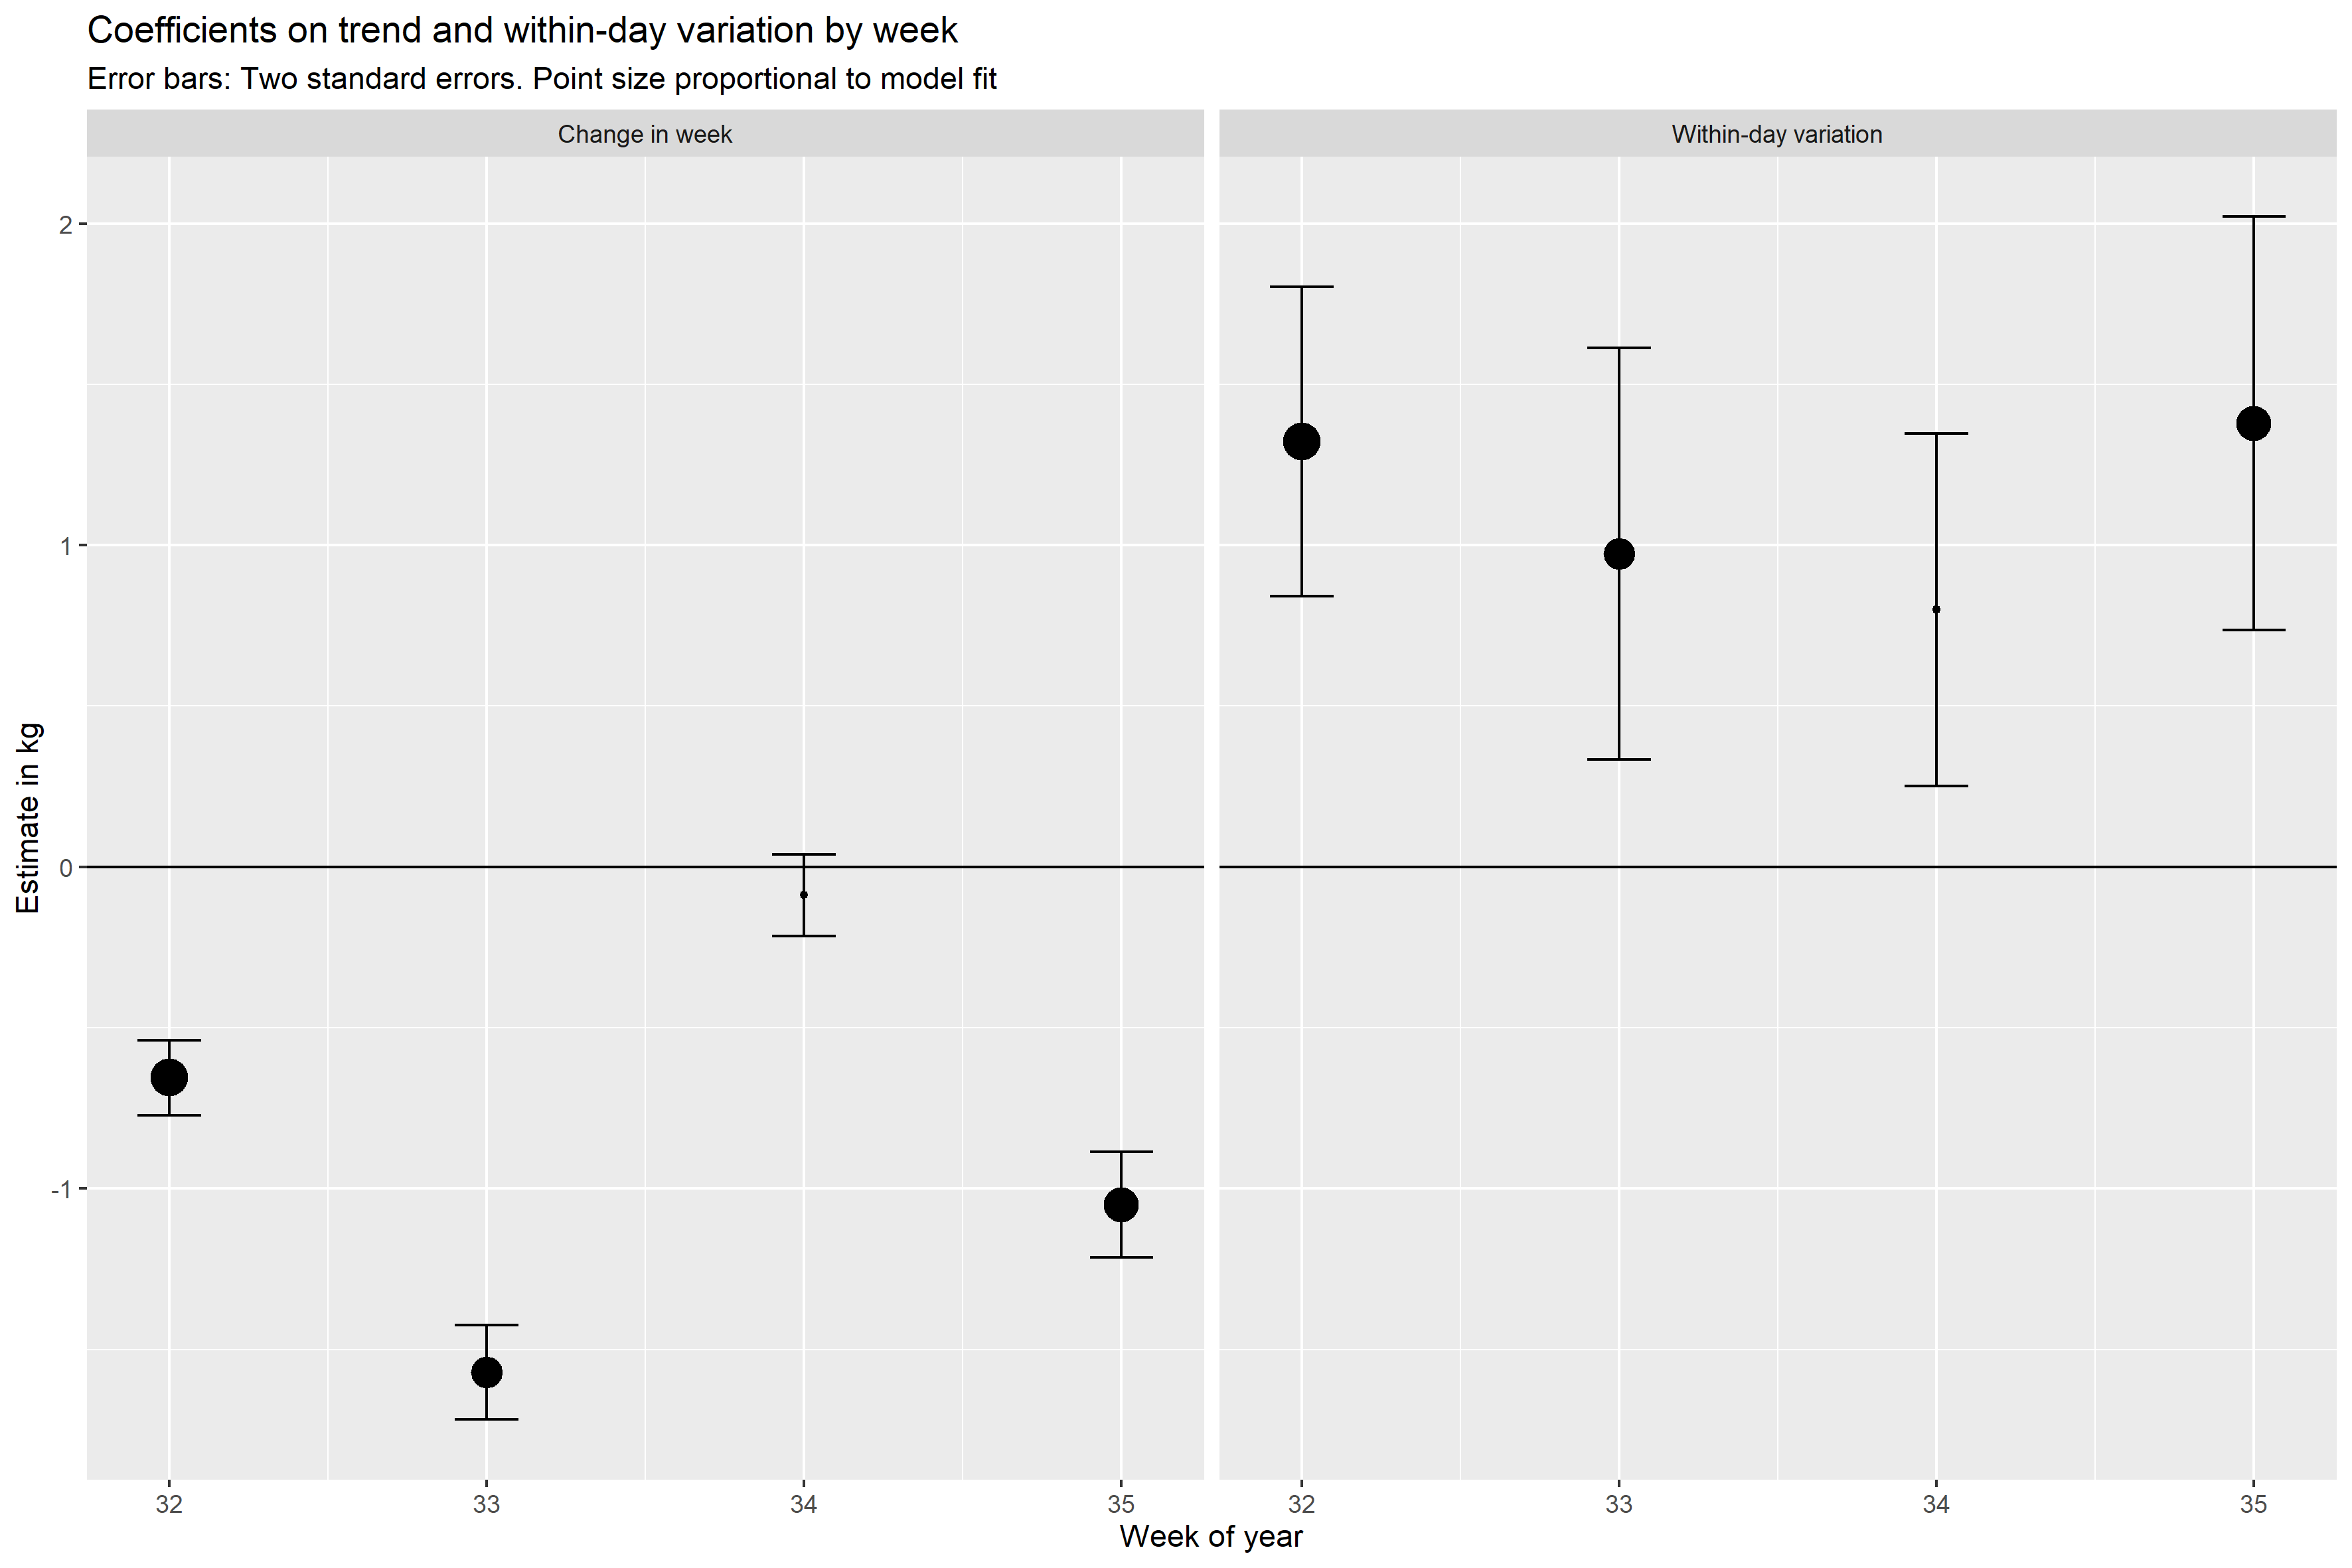 Coefficients on trend and within-day variation by week
Error bars: Two standard errors. Point size proportional to model fit
Change in week
Within-day variation
Estimate in kg
2
1
0
-1
32 33 34 35
32 33 34 35
Week of year